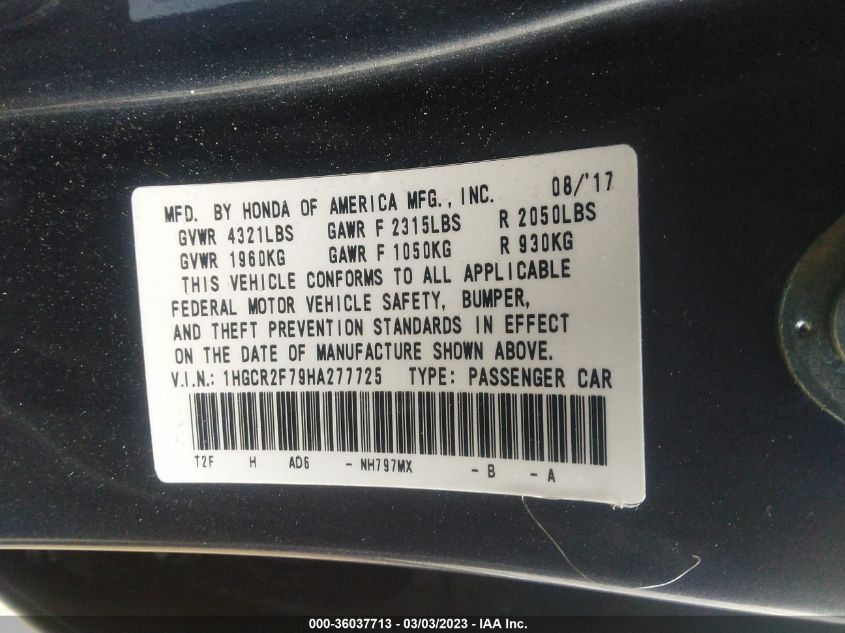 MFD. BY HONDA OF AMERICA MFG., INC. 08/'17
GVWR 4321LBS GAWR F 2315LBS R 2050LBS
GVWR 1960KG GAWR F 1050KG R 930KG
THIS VEHICLE CONFORMS TO ALL APPLICABLE
FEDERAL MOTOR VEHICLE SAFETY, BUMPER,
AND THEFT PREVENTION STANDARDS IN EFFECT
ON THE DATE OF MANUFACTURE SHOWN ABOVE.
V.I.N.: 1HGCR2F79HA277725 TYPE: PASSENGER CAR
T2F H AD6 - NH797MX - B - A
000-36037713 - 03/03/2023 - IAA Inc.